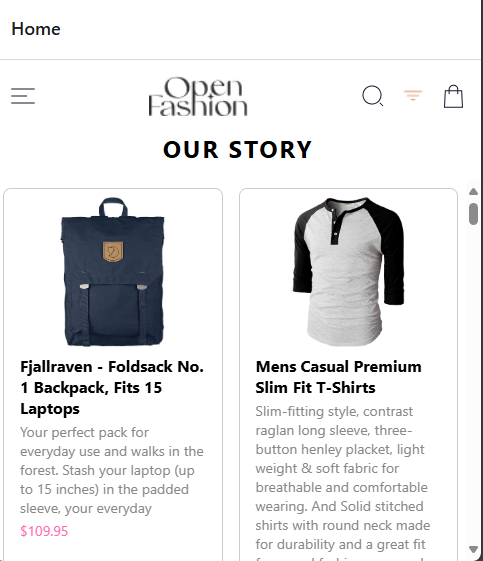 Home
Open
Fashion
OUR STORY
Fjallraven - Foldsack No.
1 Backpack, Fits 15
Laptops
Your perfect pack for
everyday use and walks in the
forest. Stash your laptop (up
to 15 inches) in the padded
sleeve, your everyday
$109.95
Mens Casual Premium
Slim Fit T-Shirts
Slim-fitting style, contrast
raglan long sleeve, three-
button henley placket, light
weight & soft fabric for
breathable and comfortable
wearing. And Solid stitched
shirts with round neck made
for durability and a great fit